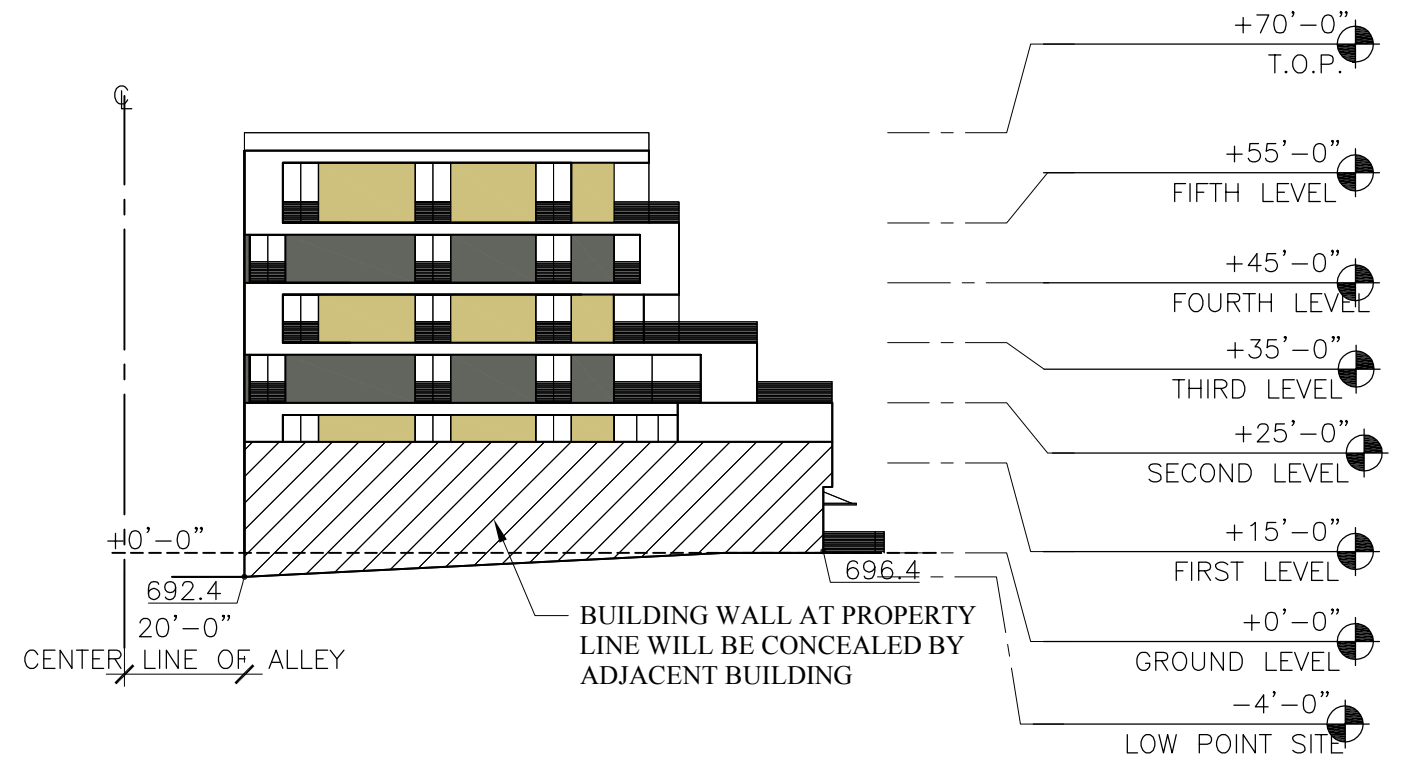 ℄
+0'-0"
692.4
20'-0"
CENTER LINE OF ALLEY
696.4
BUILDING WALL AT PROPERTY
LINE WILL BE CONCEALED BY
ADJACENT BUILDING
+70'-0"
T.O.P.
+55'-0"
FIFTH LEVEL
+45'-0"
FOURTH LEVEL
+35'-0"
THIRD LEVEL
+25'-0"
SECOND LEVEL
+15'-0"
FIRST LEVEL
+0'-0"
GROUND LEVEL
-4'-0"
LOW POINT SITE